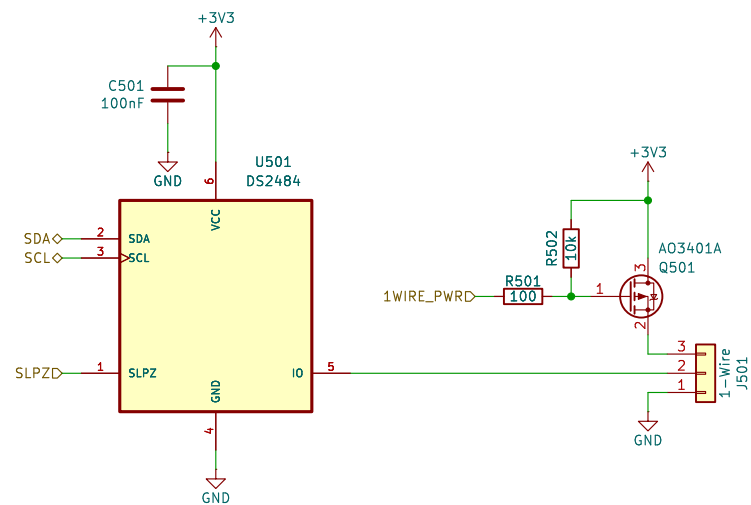 +3V3
C501
100nF
GND
U501
DS2484
6
VCC
SDA
2
SDA
SCL
3
SCL
SLPZ
1
SLPZ
IO
5
GND
4
GND
+3V3
R502
10k
AO3401A
Q501
3
1WIRE_PWR
R501
100
1
2
3
2
1
1-Wire
J501
GND